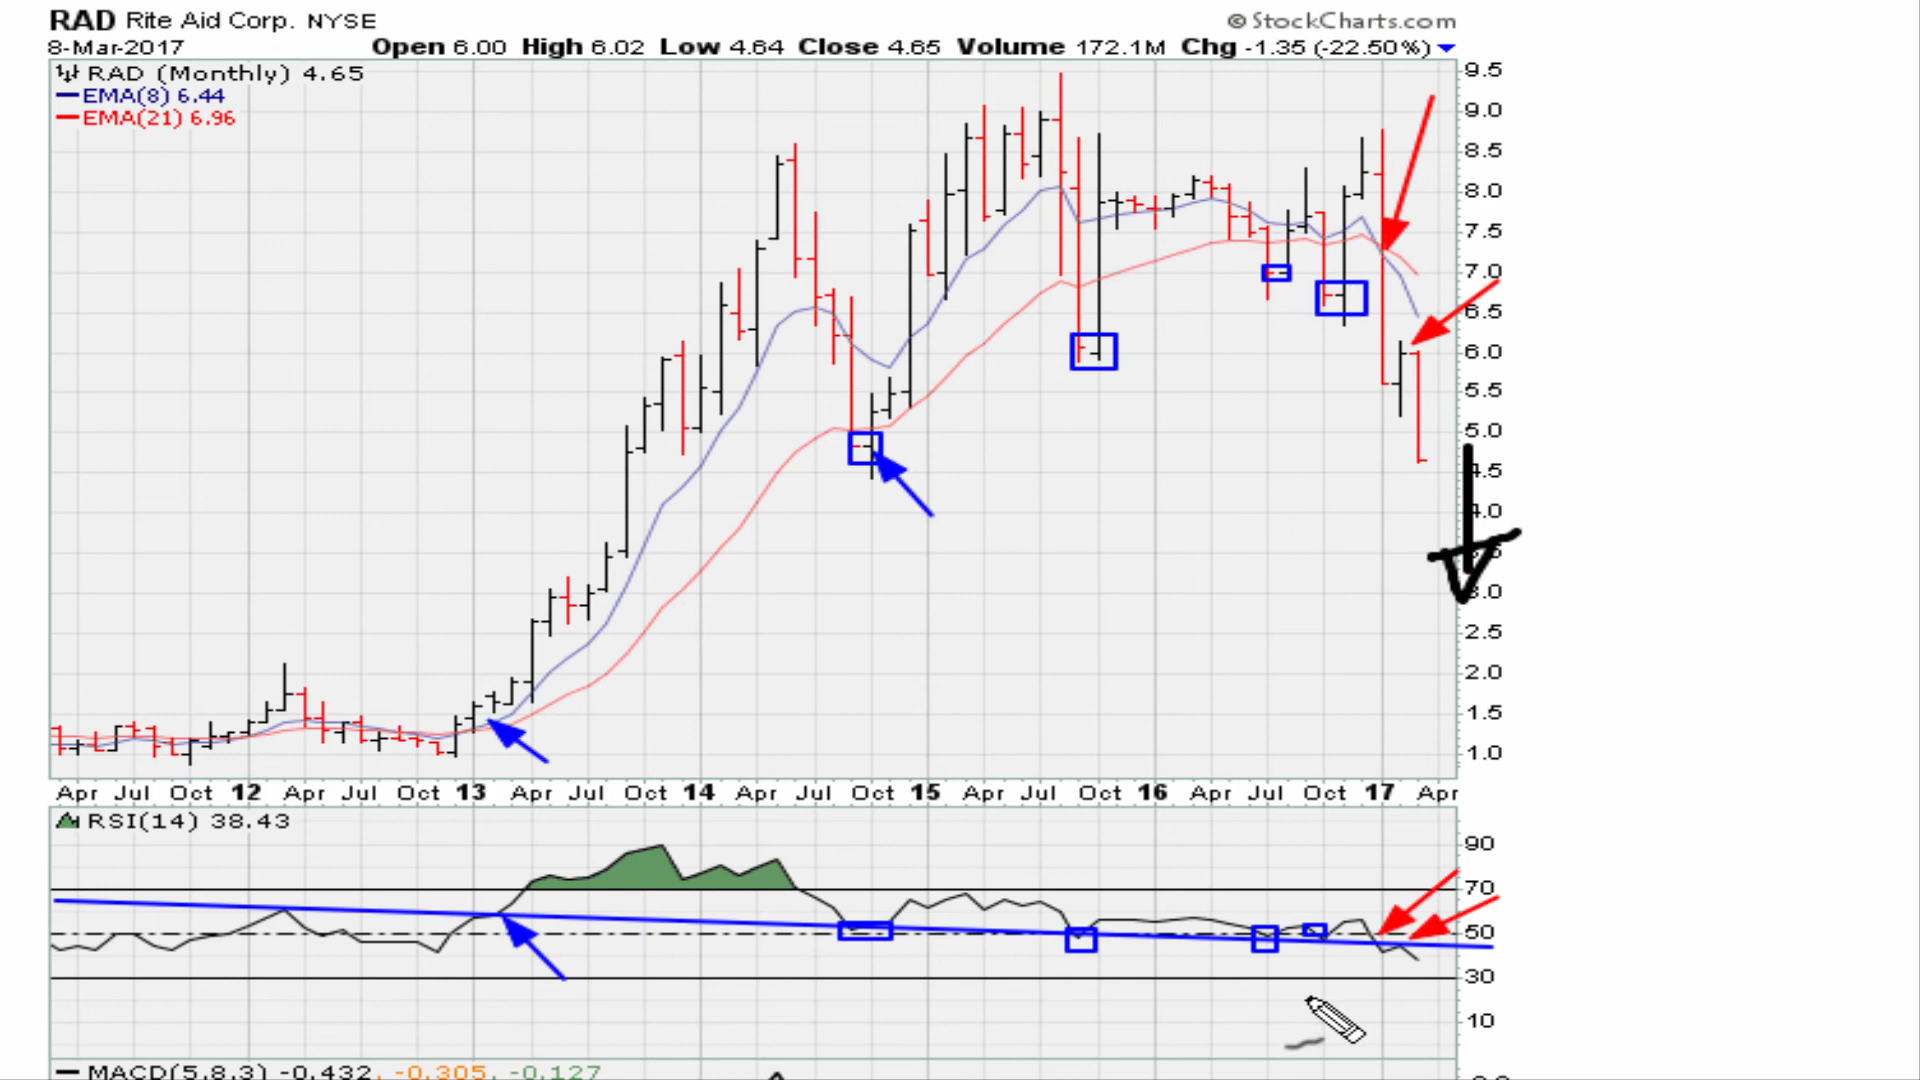 RAD Rite Aid Corp. NYSE © StockCharts.com
8-Mar-2017 Open 6.00 High 6.02 Low 4.64 Close 4.65 Volume 172.1M Chg -1.35 (-22.50%)
RAD (Monthly) 4.65
EMA(8) 6.44
EMA(21) 6.96
9.5
9.0
8.5
8.0
7.5
7.0
6.5
6.0
5.5
5.0
4.5
4.0
3.0
2.5
2.0
1.5
1.0
Apr Jul Oct 12 Apr Jul Oct 13 Apr Jul Oct 14 Apr Jul Oct 15 Apr Jul Oct 16 Apr Jul Oct 17 Apr
RSI(14) 38.43
90
70
50
30
10
MACD(5,8,3) -0.432, -0.305, -0.127